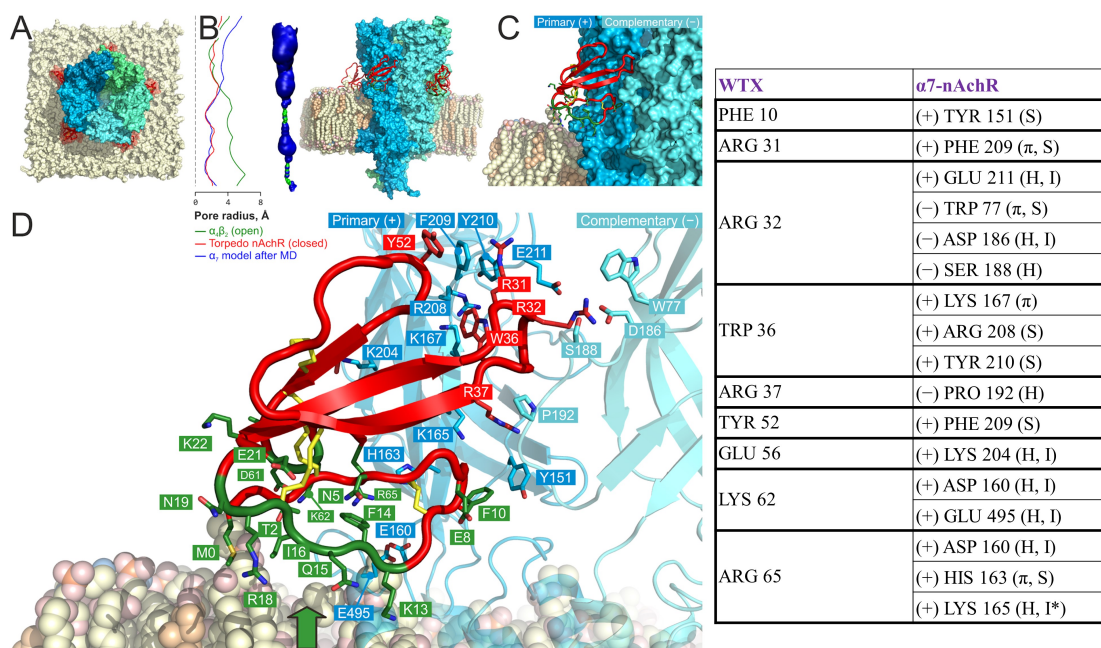 A
B
C
Primary (+) Complementary (−)
0 4 8
Pore radius, Å
α₄β₂ (open)
Torpedo nAchR (closed)
α₇ model after MD
D
Primary (+)
F209
Y210
Complementary (−)
Y52
E211
R31
R208
R32
W77
K167
W36
D186
K204
S188
R37
P192
K22
K165
E21
H163
D61
Y151
N19
N5
R65
K62
F14
F10
T2
E160
E8
M0
I16
Q15
R18
E495
K13
WTX α7-nAchR
PHE 10 (+) TYR 151 (S)
ARG 31 (+) PHE 209 (π, S)
ARG 32 (+) GLU 211 (H, I)
(−) TRP 77 (π, S)
(−) ASP 186 (H, I)
(−) SER 188 (H)
TRP 36 (+) LYS 167 (π)
(+) ARG 208 (S)
(+) TYR 210 (S)
ARG 37 (−) PRO 192 (H)
TYR 52 (+) PHE 209 (S)
GLU 56 (+) LYS 204 (H, I)
LYS 62 (+) ASP 160 (H, I)
(+) GLU 495 (H, I)
ARG 65 (+) ASP 160 (H, I)
(+) HIS 163 (π, S)
(+) LYS 165 (H, I*)